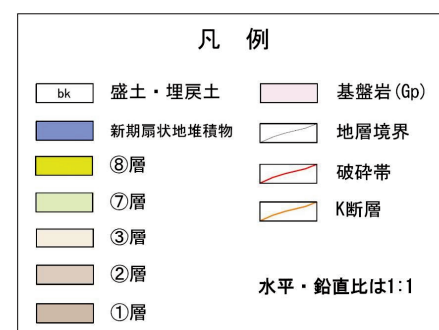 凡 例
bk 盛土・埋戻土
新期扇状地堆積物
⑧層
⑦層
③層
②層
①層
基盤岩(Gp)
地層境界
破砕帯
K断層
水平・鉛直比は1:1